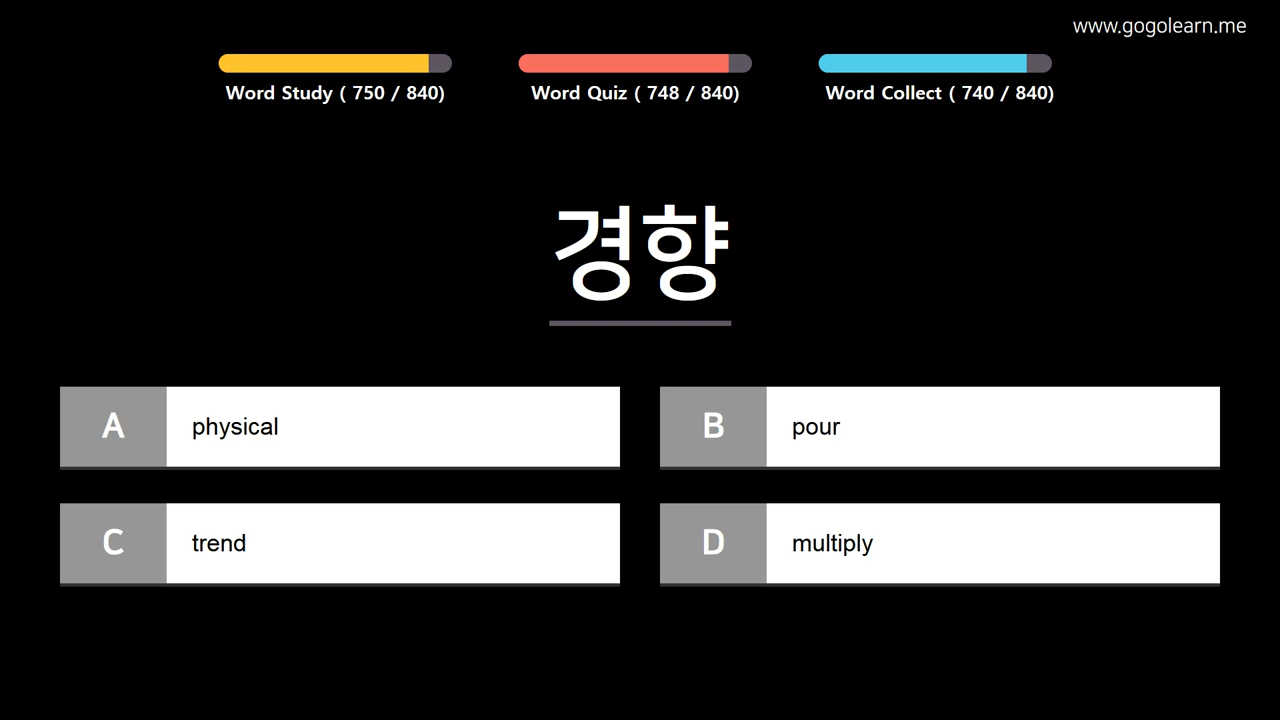 www.gogolearn.me
Word Study ( 750 / 840)
Word Quiz ( 748 / 840)
Word Collect ( 740 / 840)
경향
A physical
B pour
C trend
D multiply